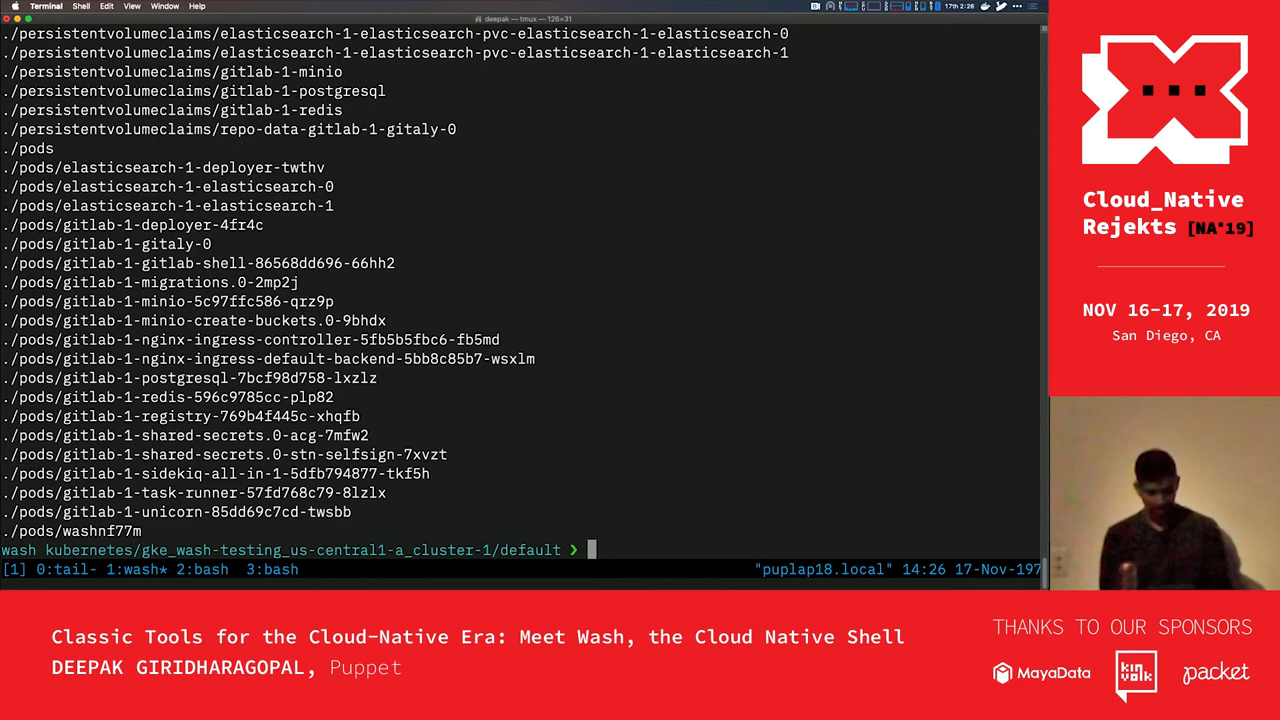 Terminal Shell Edit View Window Help
17th 2:26
deepak — tmux — 126×31
./persistentvolumeclaims/elasticsearch-1-elasticsearch-pvc-elasticsearch-1-elasticsearch-0
./persistentvolumeclaims/elasticsearch-1-elasticsearch-pvc-elasticsearch-1-elasticsearch-1
./persistentvolumeclaims/gitlab-1-minio
./persistentvolumeclaims/gitlab-1-postgresql
./persistentvolumeclaims/gitlab-1-redis
./persistentvolumeclaims/repo-data-gitlab-1-gitaly-0
./pods
./pods/elasticsearch-1-deployer-twthv
./pods/elasticsearch-1-elasticsearch-0
./pods/elasticsearch-1-elasticsearch-1
./pods/gitlab-1-deployer-4fr4c
./pods/gitlab-1-gitaly-0
./pods/gitlab-1-gitlab-shell-86568dd696-66hh2
./pods/gitlab-1-migrations.0-2mp2j
./pods/gitlab-1-minio-5c97ffc586-qrz9p
./pods/gitlab-1-minio-create-buckets.0-9bhdx
./pods/gitlab-1-nginx-ingress-controller-5fb5b5fbc6-fb5md
./pods/gitlab-1-nginx-ingress-default-backend-5bb8c85b7-wsxlm
./pods/gitlab-1-postgresql-7bcf98d758-lxzlz
./pods/gitlab-1-redis-596c9785cc-plp82
./pods/gitlab-1-registry-769b4f445c-xhqfb
./pods/gitlab-1-shared-secrets.0-acg-7mfw2
./pods/gitlab-1-shared-secrets.0-stn-selfsign-7xvzt
./pods/gitlab-1-sidekiq-all-in-1-5dfb794877-tkf5h
./pods/gitlab-1-task-runner-57fd768c79-8lzlx
./pods/gitlab-1-unicorn-85dd69c7cd-twsbb
./pods/washnf77m
wash kubernetes/gke_wash-testing_us-central1-a_cluster-1/default ❯
[1] 0:tail- 1:wash* 2:bash 3:bash "puplap18.local" 14:26 17-Nov-197
Cloud_Native
Rejekts [NA'19]
NOV 16-17, 2019
San Diego, CA
Classic Tools for the Cloud-Native Era: Meet Wash, the Cloud Native Shell
DEEPAK GIRIDHARAGOPAL, Puppet
THANKS TO OUR SPONSORS
MayaData
kinvolk
packet